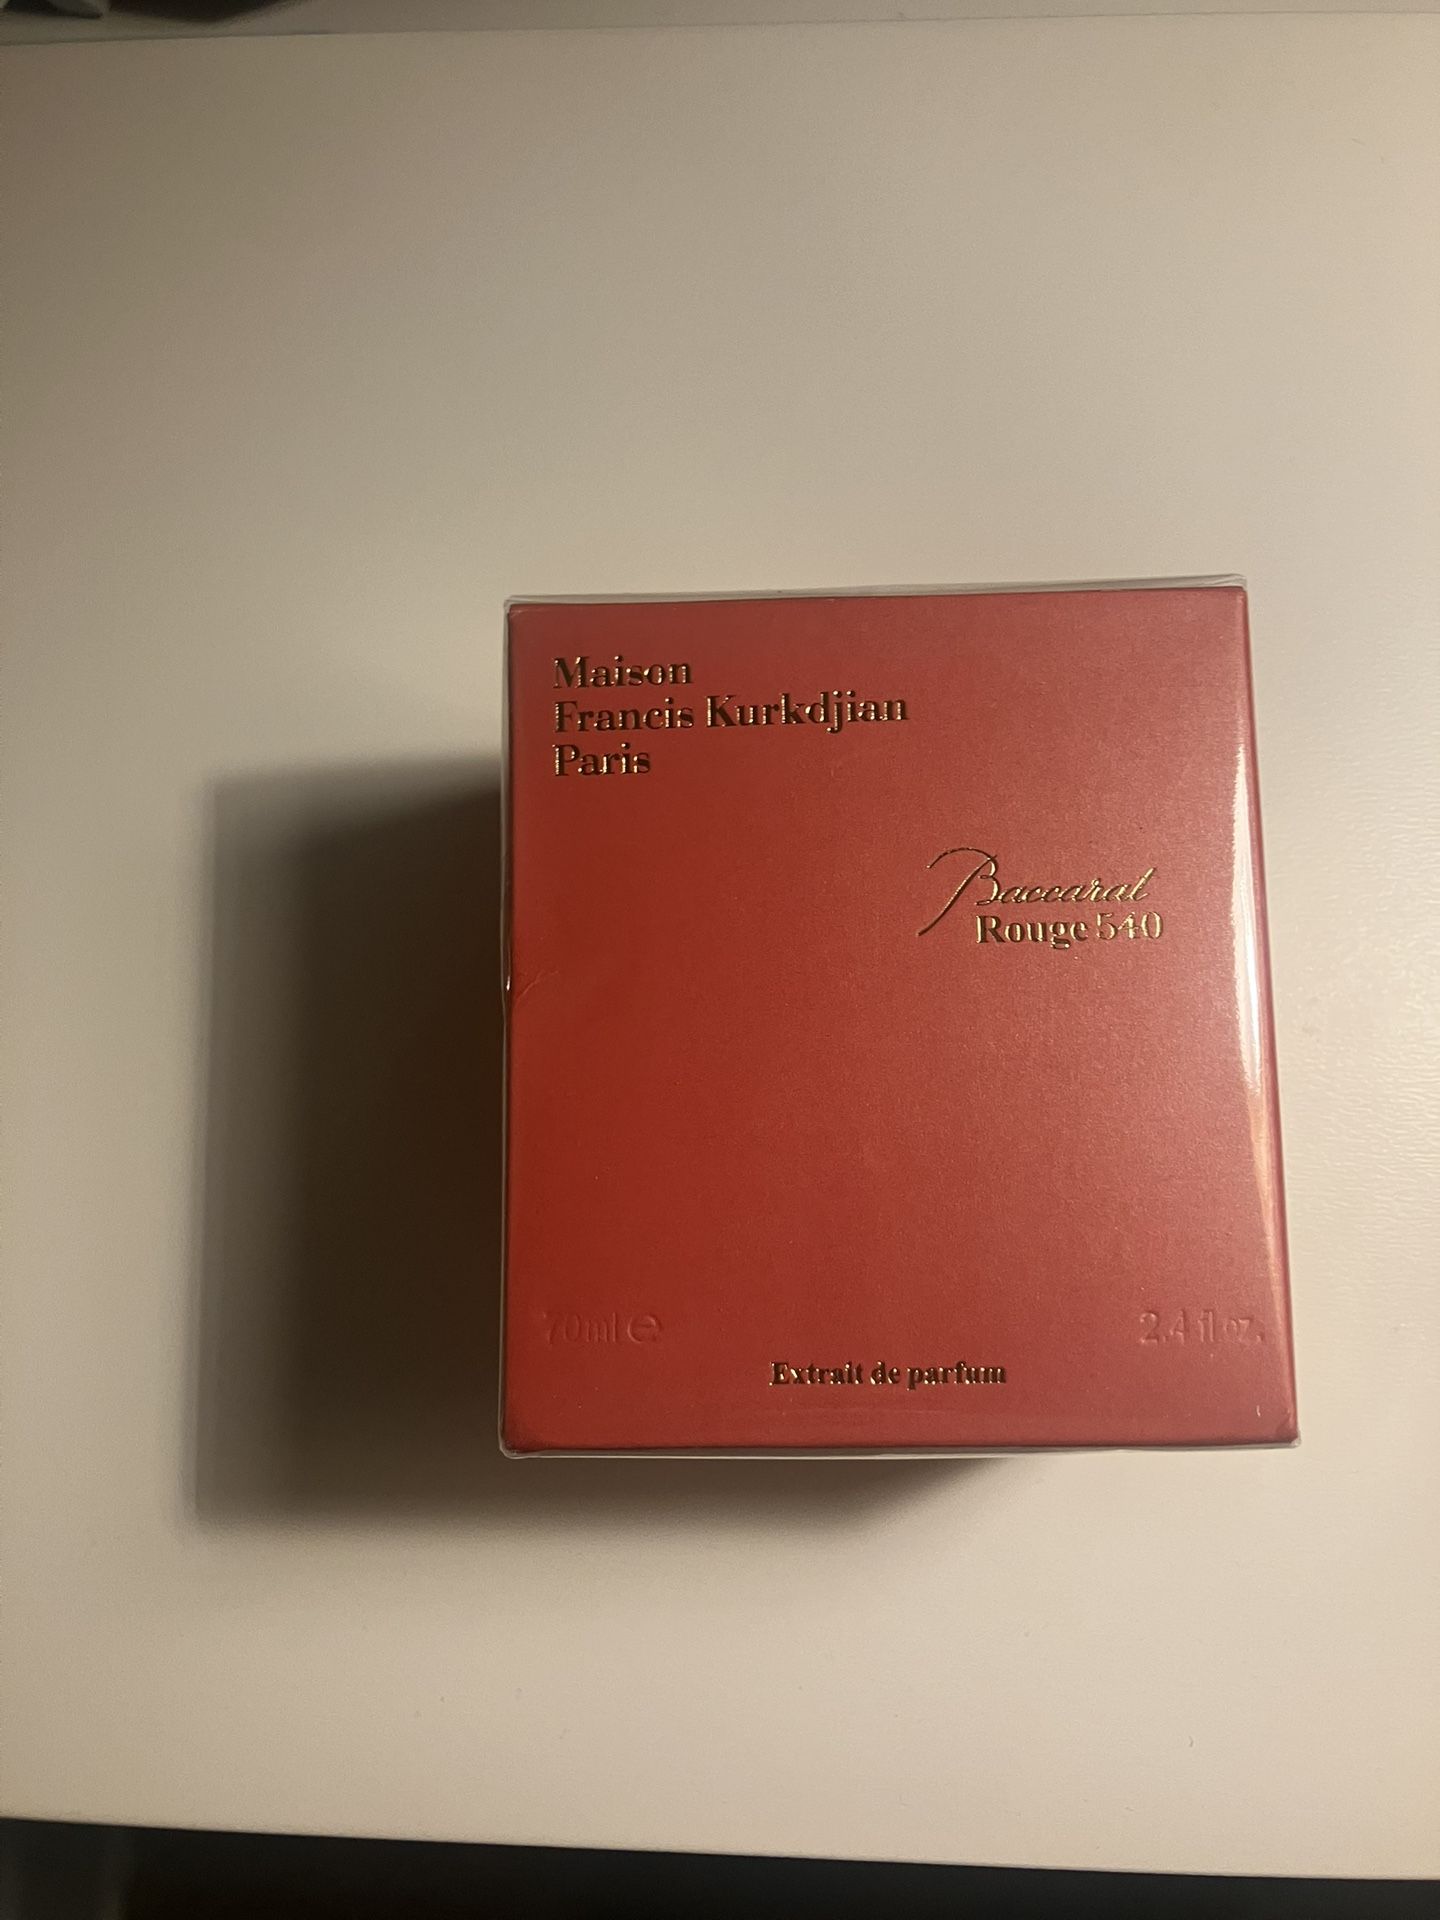 Maison
Francis Kurkdjian
Paris
Baccarat
Rouge 540
70ml ℮
2.4 fl.oz.
Extrait de parfum